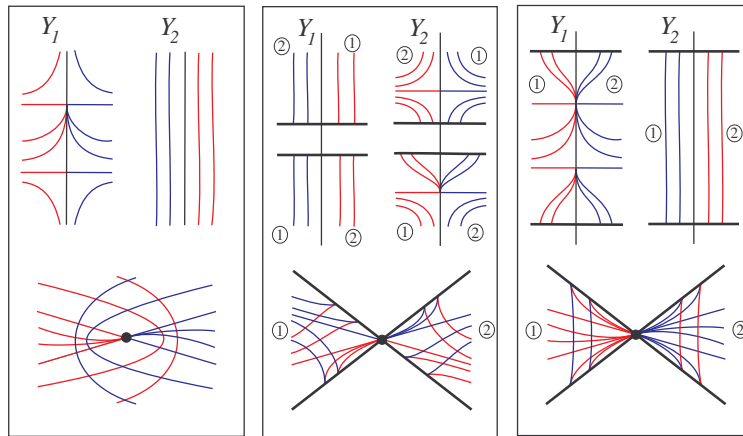 Y₁ Y₂
② Y₁ ① ② Y₂ ①
① ② ① ②
① ②
Y₁ Y₂
① ② ① ②
① ②